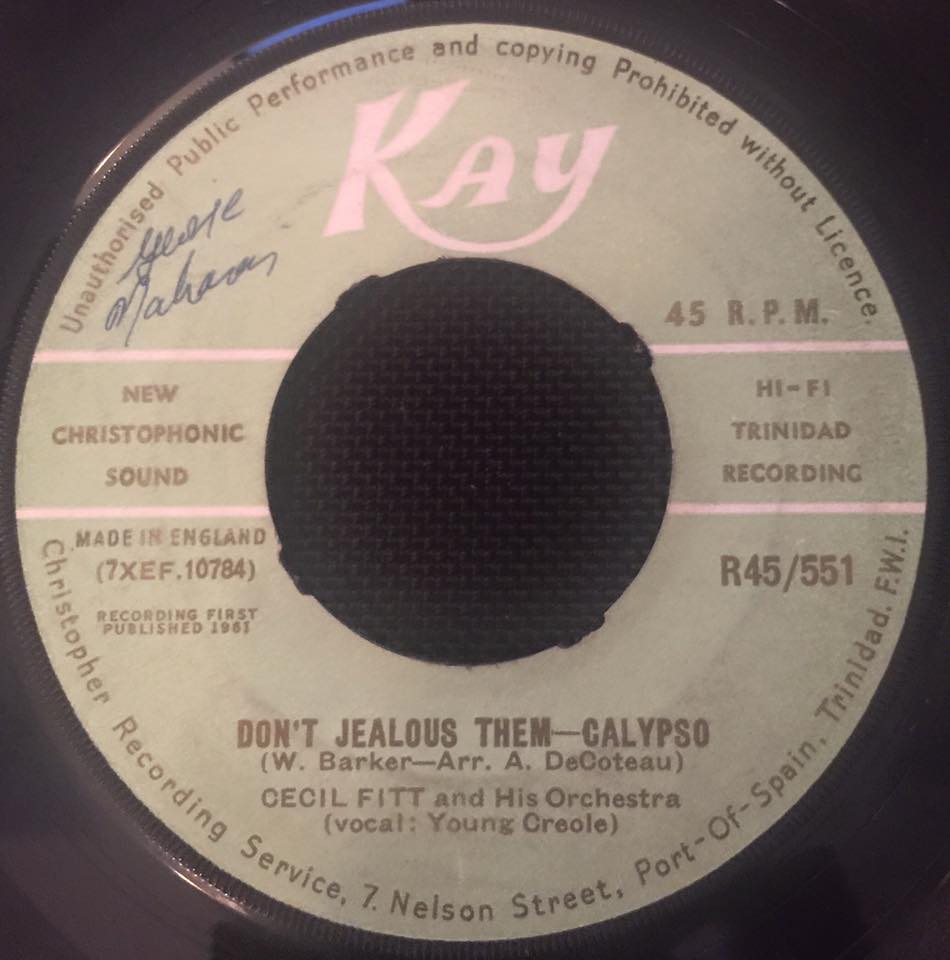 Unauthorised Public Performance and copying Prohibited without Licence.
KAY
George
45 R.P.M.
NEW
CHRISTOPHONIC
SOUND
HI-FI
TRINIDAD
RECORDING
MADE IN ENGLAND
(7XEF.10784)
RECORDING FIRST
PUBLISHED 1961
R45/551
DON'T JEALOUS THEM—CALYPSO
(W. Barker—Arr. A. DeCoteau)
CECIL FITT and His Orchestra
(vocal: Young Creole)
Christopher Recording Service, 7 Nelson Street, Port-Of-Spain, Trinidad. F.W.I.